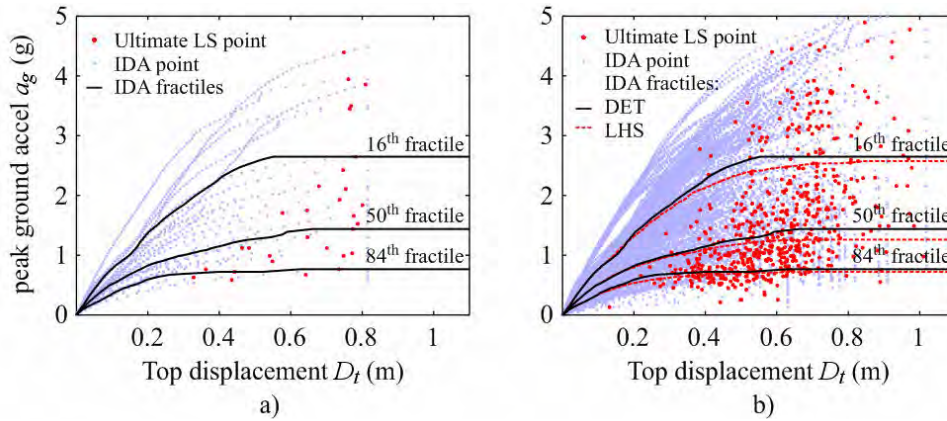 5
4
3
2
1
0
peak ground accel a_g (g)
Ultimate LS point
IDA point
IDA fractiles
16th fractile
50th fractile
84th fractile
0.2 0.4 0.6 0.8 1
Top displacement D_t (m)
a)
5
4
3
2
1
0
Ultimate LS point
IDA point
IDA fractiles:
DET
LHS
16th fractile
50th fractile
84th fractile
0.2 0.4 0.6 0.8 1
Top displacement D_t (m)
b)